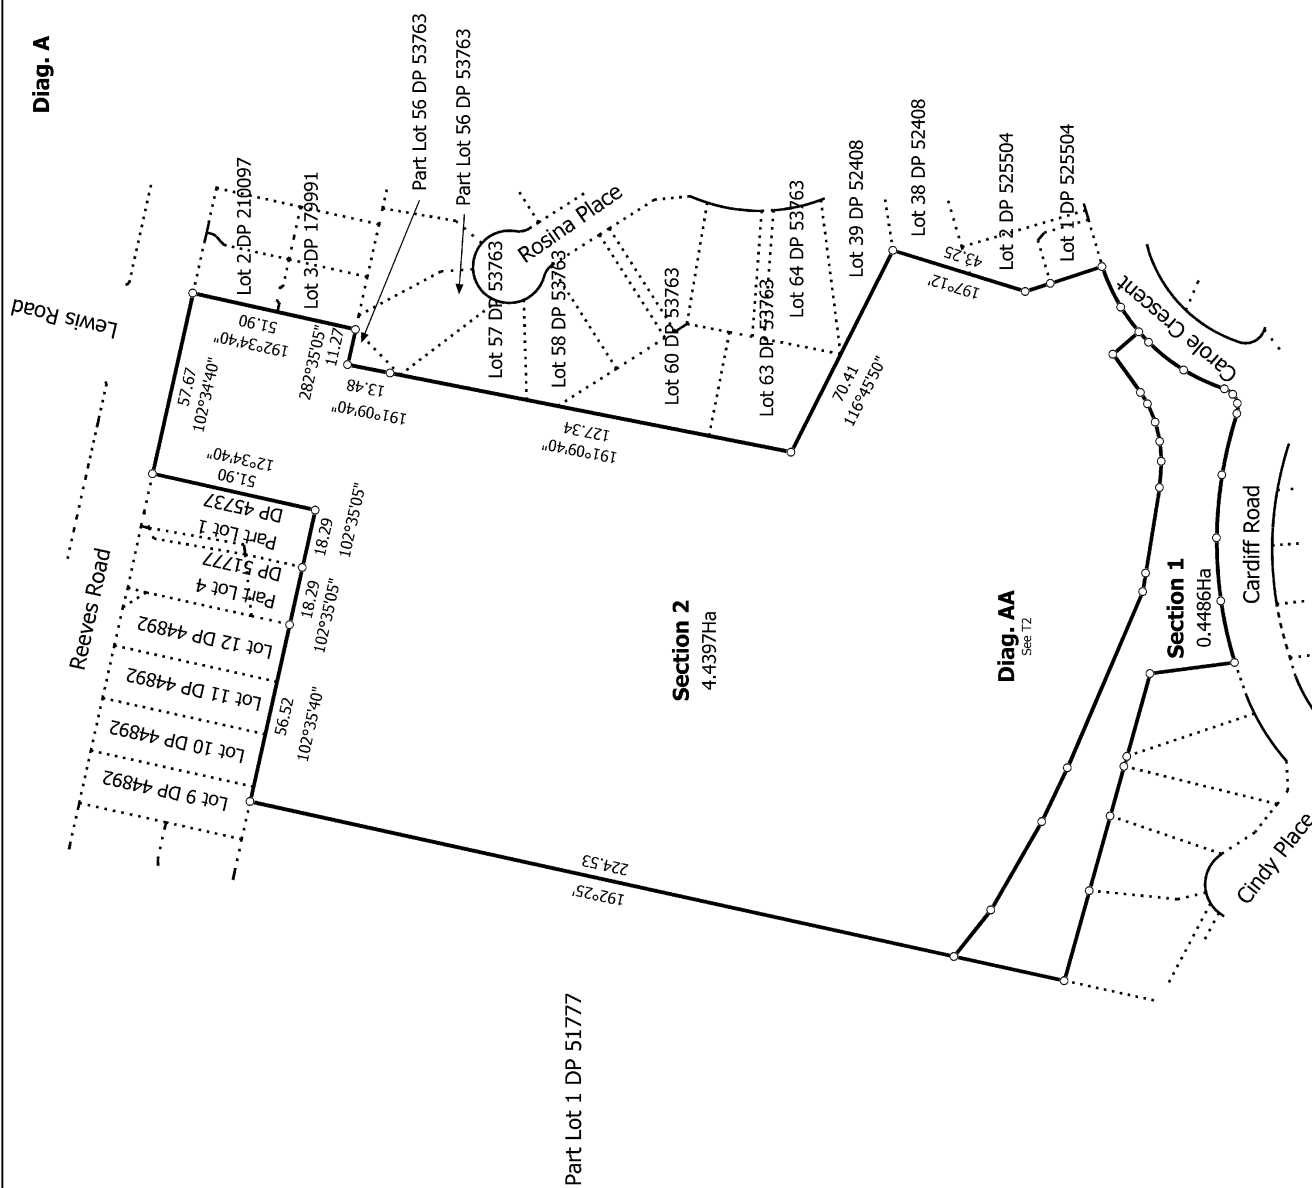 Diag. A
Part Lot 56 DP 53763
Part Lot 56 DP 53763
Lewis Road
Lot 2 DP 210097
Lot 3 DP 179991
51.90
192°34'40"
282°35'05"
11.27
57.67
102°34'40"
13.48
191°09'40"
Rosina Place
Lot 57 DP 53763
Lot 58 DP 53763
Lot 60 DP 53763
Lot 63 DP 53763
Lot 64 DP 53763
Lot 39 DP 52408
Lot 38 DP 52408
Lot 2 DP 525504
Lot 1 DP 525504
127.34
191°09'40"
70.41
116°45'50"
43.25
197°12'
Carole Crescent
12°34'40"
51.90
Part Lot 1
DP 45737
Part Lot 4
DP 51777
Lot 12 DP 44892
Lot 11 DP 44892
Lot 10 DP 44892
Lot 9 DP 44892
Reeves Road
18.29
102°35'05"
18.29
102°35'05"
56.52
102°35'40"
Section 2
4.4397Ha
Diag. AA
See T2
Section 1
0.4486Ha
Cardiff Road
Cindy Place
224.53
192°25'
Part Lot 1 DP 51777